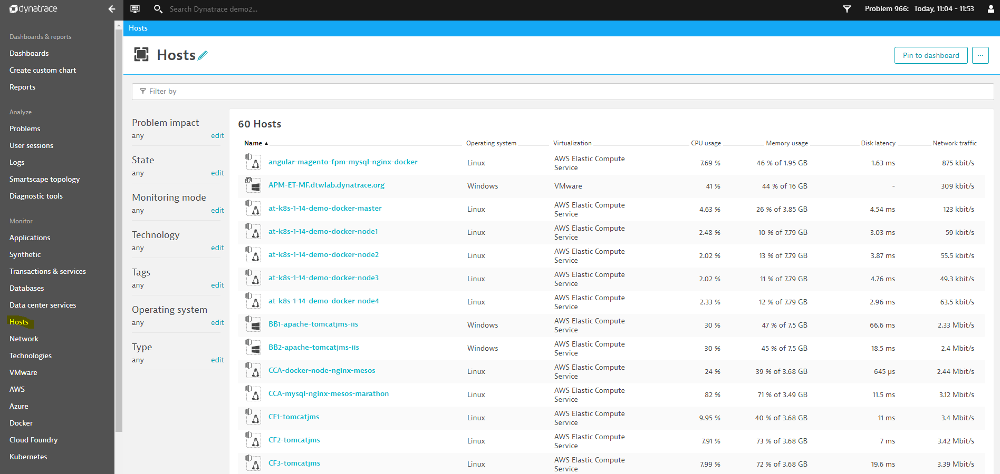 dynatrace
Search Dynatrace demo2...
Problem 966: Today, 11:04 - 11:53
Dashboards & reports
Dashboards
Create custom chart
Reports
Analyze
Problems
User sessions
Logs
Smartscape topology
Diagnostic tools
Monitor
Applications
Synthetic
Transactions & services
Databases
Data center services
Hosts
Network
Technologies
VMware
AWS
Azure
Docker
Cloud Foundry
Kubernetes
Hosts
Hosts
Pin to dashboard
...
Filter by
Problem impact
any edit
State
any edit
Monitoring mode
any edit
Technology
any edit
Tags
any edit
Operating system
any edit
Type
any edit
60 Hosts
Name ▲ Operating system Virtualization CPU usage Memory usage Disk latency Network traffic
angular-magento-fpm-mysql-nginx-docker Linux AWS Elastic Compute Service 7.69 % 46 % of 1.95 GB 1.63 ms 875 kbit/s
APM-ET-MF.dtwlab.dynatrace.org Windows VMware 41 % 44 % of 16 GB - 309 kbit/s
at-k8s-1-14-demo-docker-master Linux AWS Elastic Compute Service 4.63 % 26 % of 3.85 GB 4.54 ms 123 kbit/s
at-k8s-1-14-demo-docker-node1 Linux AWS Elastic Compute Service 2.48 % 10 % of 7.79 GB 3.03 ms 59 kbit/s
at-k8s-1-14-demo-docker-node2 Linux AWS Elastic Compute Service 2.02 % 13 % of 7.79 GB 3.87 ms 55.5 kbit/s
at-k8s-1-14-demo-docker-node3 Linux AWS Elastic Compute Service 2.02 % 11 % of 7.79 GB 4.76 ms 49.3 kbit/s
at-k8s-1-14-demo-docker-node4 Linux AWS Elastic Compute Service 2.33 % 12 % of 7.79 GB 2.96 ms 63.5 kbit/s
BB1-apache-tomcatjms-iis Windows AWS Elastic Compute Service 30 % 47 % of 7.5 GB 66.6 ms 2.33 Mbit/s
BB2-apache-tomcatjms-iis Windows AWS Elastic Compute Service 30 % 45 % of 7.5 GB 18.5 ms 2.4 Mbit/s
CCA-docker-node-nginx-mesos Linux AWS Elastic Compute Service 24 % 39 % of 3.68 GB 645 µs 2.44 Mbit/s
CCA-mysql-nginx-mesos-marathon Linux AWS Elastic Compute Service 82 % 71 % of 3.49 GB 11.5 ms 3.12 Mbit/s
CF1-tomcatjms Linux AWS Elastic Compute Service 9.95 % 40 % of 3.68 GB 11 ms 3.4 Mbit/s
CF2-tomcatjms Linux AWS Elastic Compute Service 7.91 % 73 % of 3.68 GB 7 ms 3.42 Mbit/s
CF3-tomcatjms Linux AWS Elastic Compute Service 7.99 % 72 % of 3.68 GB 19.6 ms 3.39 Mbit/s